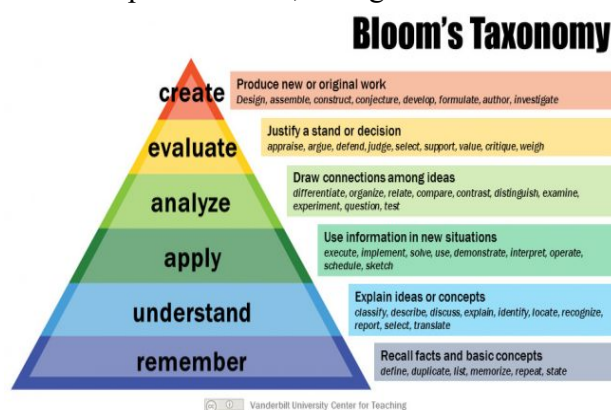 Bloom's Taxonomy
create
Produce new or original work
Design, assemble, construct, conjecture, develop, formulate, author, investigate
evaluate
Justify a stand or decision
appraise, argue, defend, judge, select, support, value, critique, weigh
analyze
Draw connections among ideas
differentiate, organize, relate, compare, contrast, distinguish, examine,
experiment, question, test
apply
Use information in new situations
execute, implement, solve, use, demonstrate, interpret, operate,
schedule, sketch
understand
Explain ideas or concepts
classify, describe, discuss, explain, identify, locate, recognize,
report, select, translate
remember
Recall facts and basic concepts
define, duplicate, list, memorize, repeat, state
Vanderbilt University Center for Teaching